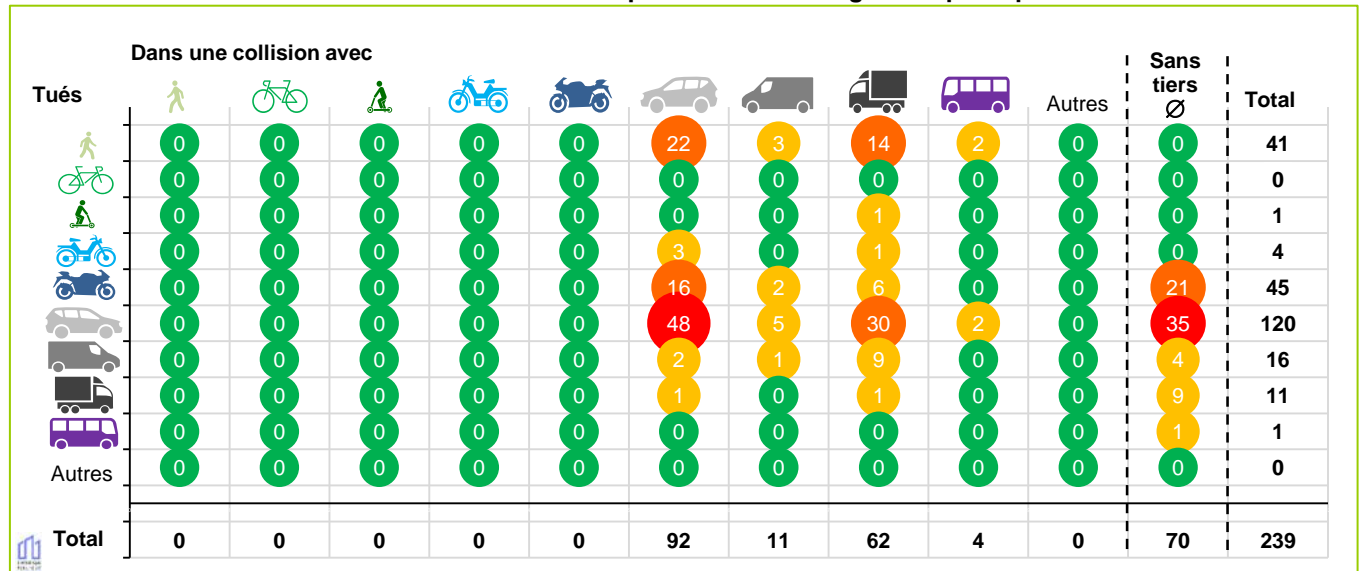 Dans une collision avec
Tués
Autres
Sans
tiers
Ø
Total
0 0 0 0 0 22 3 14 2 0 0 41
0 0 0 0 0 0 0 0 0 0 0 0
0 0 0 0 0 0 0 1 0 0 0 1
0 0 0 0 0 3 0 1 0 0 0 4
0 0 0 0 0 16 2 6 0 0 21 45
0 0 0 0 0 48 5 30 2 0 35 120
0 0 0 0 0 2 1 9 0 0 4 16
0 0 0 0 0 1 0 1 0 0 9 11
0 0 0 0 0 0 0 0 0 0 1 1
Autres 0 0 0 0 0 0 0 0 0 0 0 0
Total 0 0 0 0 0 92 11 62 4 0 70 239